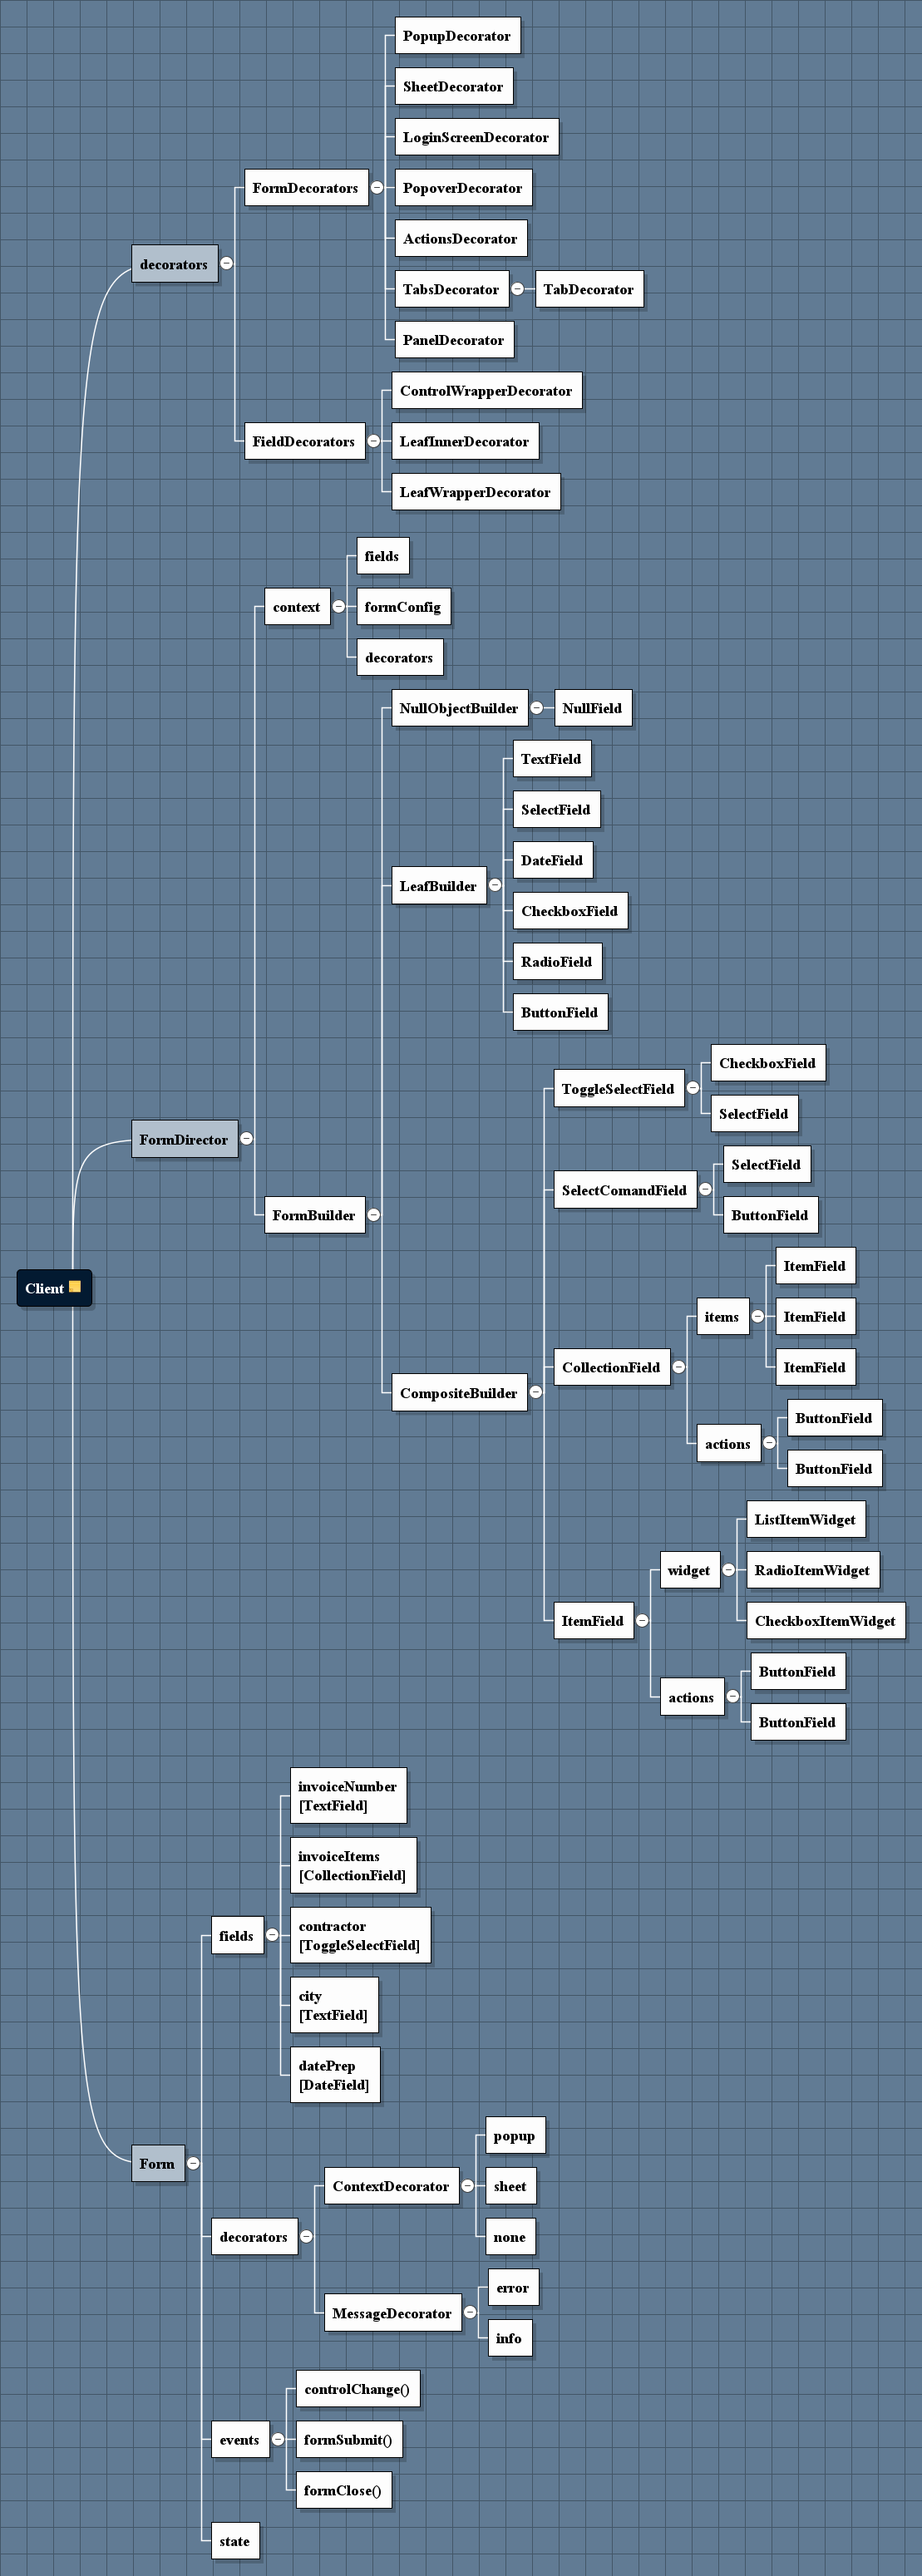 PopupDecorator
SheetDecorator
LoginScreenDecorator
FormDecorators
PopoverDecorator
ActionsDecorator
decorators
TabsDecorator
TabDecorator
PanelDecorator
ControlWrapperDecorator
FieldDecorators
LeafInnerDecorator
LeafWrapperDecorator
fields
context
formConfig
decorators
NullObjectBuilder
NullField
TextField
SelectField
DateField
LeafBuilder
CheckboxField
RadioField
ButtonField
CheckboxField
ToggleSelectField
SelectField
FormDirector
SelectField
SelectComandField
ButtonField
FormBuilder
ItemField
Client
items
ItemField
CollectionField
ItemField
CompositeBuilder
ButtonField
actions
ButtonField
ListItemWidget
widget
RadioItemWidget
ItemField
CheckboxItemWidget
ButtonField
actions
ButtonField
invoiceNumber
[TextField]
invoiceItems
[CollectionField]
fields
contractor
[ToggleSelectField]
city
[TextField]
datePrep
[DateField]
Form
popup
ContextDecorator
sheet
decorators
none
error
MessageDecorator
info
controlChange()
events
formSubmit()
formClose()
state